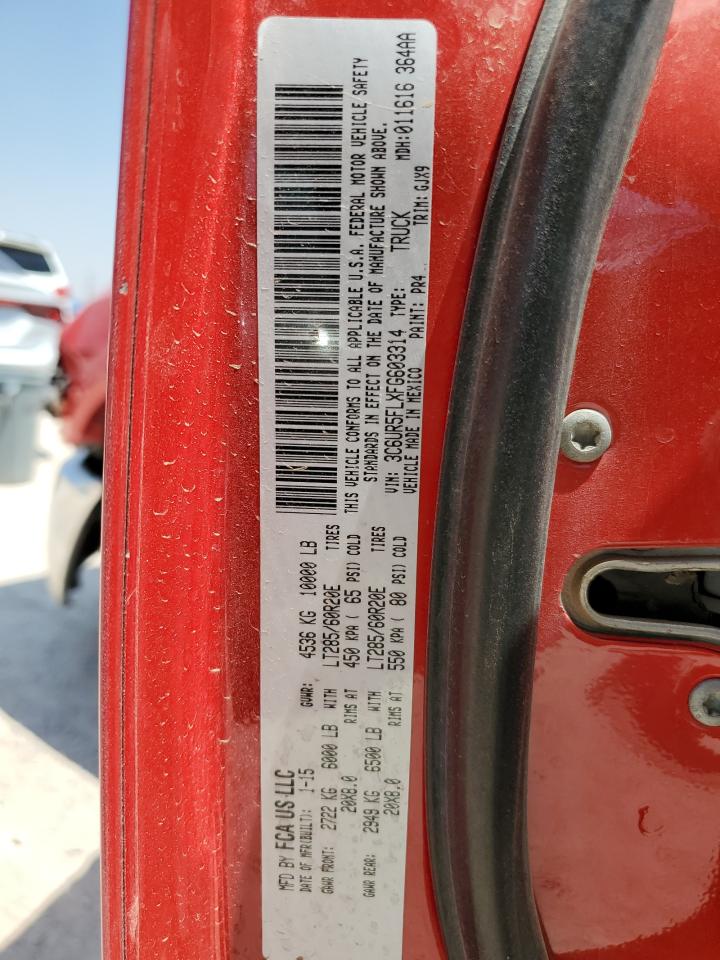 MFD BY FCA US LLC
DATE OF MFR(BUILT): 1-15 GVWR: 4536 KG 10000 LB
GAWR FRONT: 2722 KG 6000 LB WITH LT285/60R20E TIRES
20X8.0 RIMS AT 450 KPA ( 65 PSI) COLD
GAWR REAR: 2949 KG 6500 LB WITH LT285/60R20E TIRES
20X8.0 RIMS AT 550 KPA ( 80 PSI) COLD
THIS VEHICLE CONFORMS TO ALL APPLICABLE U.S.A. FEDERAL MOTOR VEHICLE SAFETY
STANDARDS IN EFFECT ON THE DATE OF MANUFACTURE SHOWN ABOVE.
VIN: 3C6UR5FLXFG603314 TYPE: TRUCK MDH:011616 364AA
VEHICLE MADE IN MEXICO PAINT: PR4 TRIM: GJX9